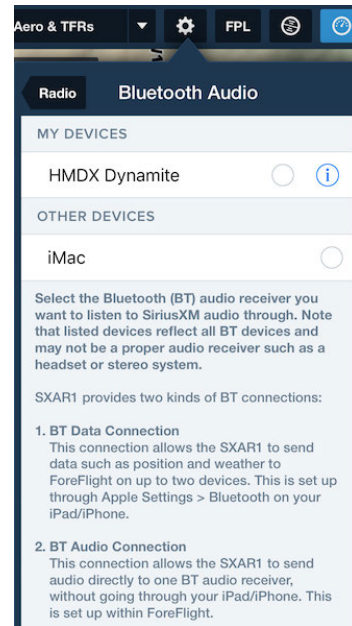 Aero & TFRs
FPL
Radio
Bluetooth Audio
MY DEVICES
HMDX Dynamite
OTHER DEVICES
iMac
Select the Bluetooth (BT) audio receiver you
want to listen to SiriusXM audio through. Note
that listed devices reflect all BT devices and
may not be a proper audio receiver such as a
headset or stereo system.
SXAR1 provides two kinds of BT connections:
1. BT Data Connection
This connection allows the SXAR1 to send
data such as position and weather to
ForeFlight on up to two devices. This is set up
through Apple Settings > Bluetooth on your
iPad/iPhone.
2. BT Audio Connection
This connection allows the SXAR1 to send
audio directly to one BT audio receiver,
without going through your iPad/iPhone. This
is set up within ForeFlight.